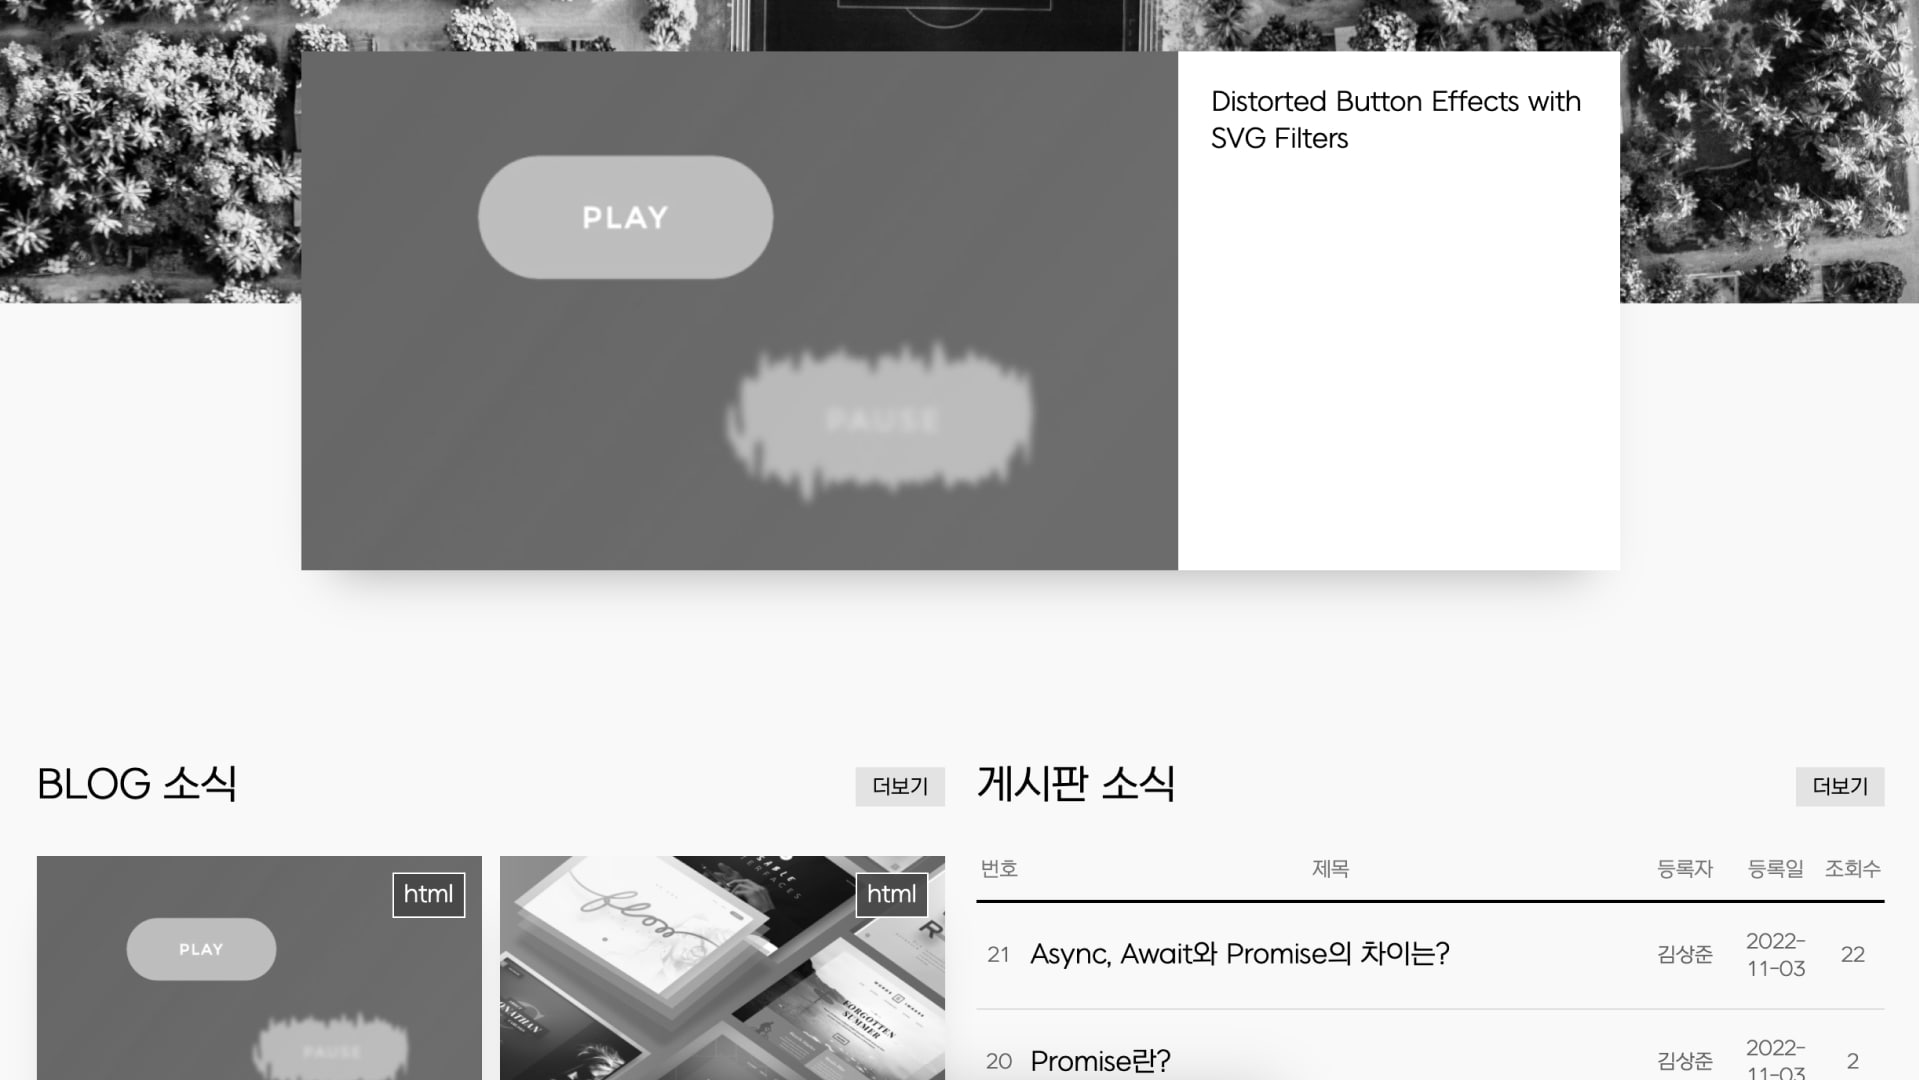 Distorted Button Effects with
SVG Filters
PLAY
PAUSE
BLOG 소식
더보기
html
PLAY
PAUSE
html
flow
FORGOTTEN
SUMMER
게시판 소식
더보기
번호 제목 등록자 등록일 조회수
21 Async, Await와 Promise의 차이는? 김상준 2022-11-03 22
20 Promise란? 김상준 2022-11-03 2